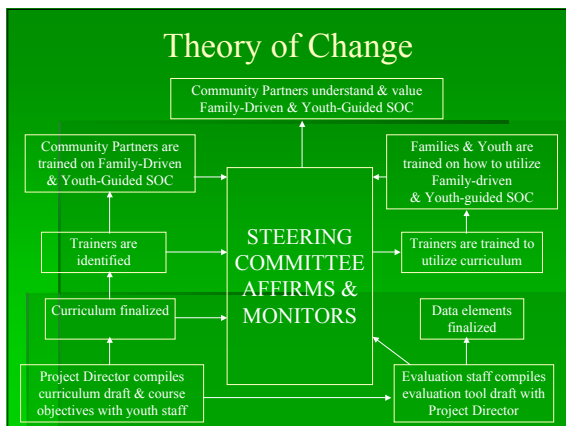 Theory of Change
Community Partners understand & value
Family-Driven & Youth-Guided SOC
Community Partners are
trained on Family-Driven
& Youth-Guided SOC
Families & Youth are
trained on how to utilize
Family-driven
& Youth-guided SOC
STEERING
COMMITTEE
AFFIRMS &
MONITORS
Trainers are
identified
Trainers are trained to
utilize curriculum
Curriculum finalized
Data elements
finalized
Project Director compiles
curriculum draft & course
objectives with youth staff
Evaluation staff compiles
evaluation tool draft with
Project Director